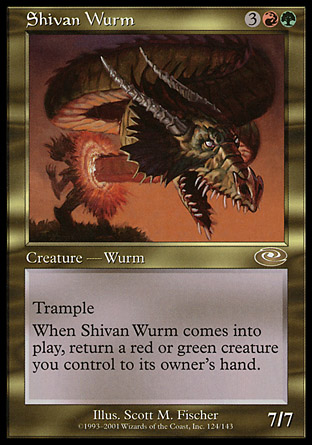 Shivan Wurm 3
Creature — Wurm
Trample
When Shivan Wurm comes into
play, return a red or green creature
you control to its owner's hand.
7/7
Illus. Scott M. Fischer
©1993–2001 Wizards of the Coast, Inc. 124/143